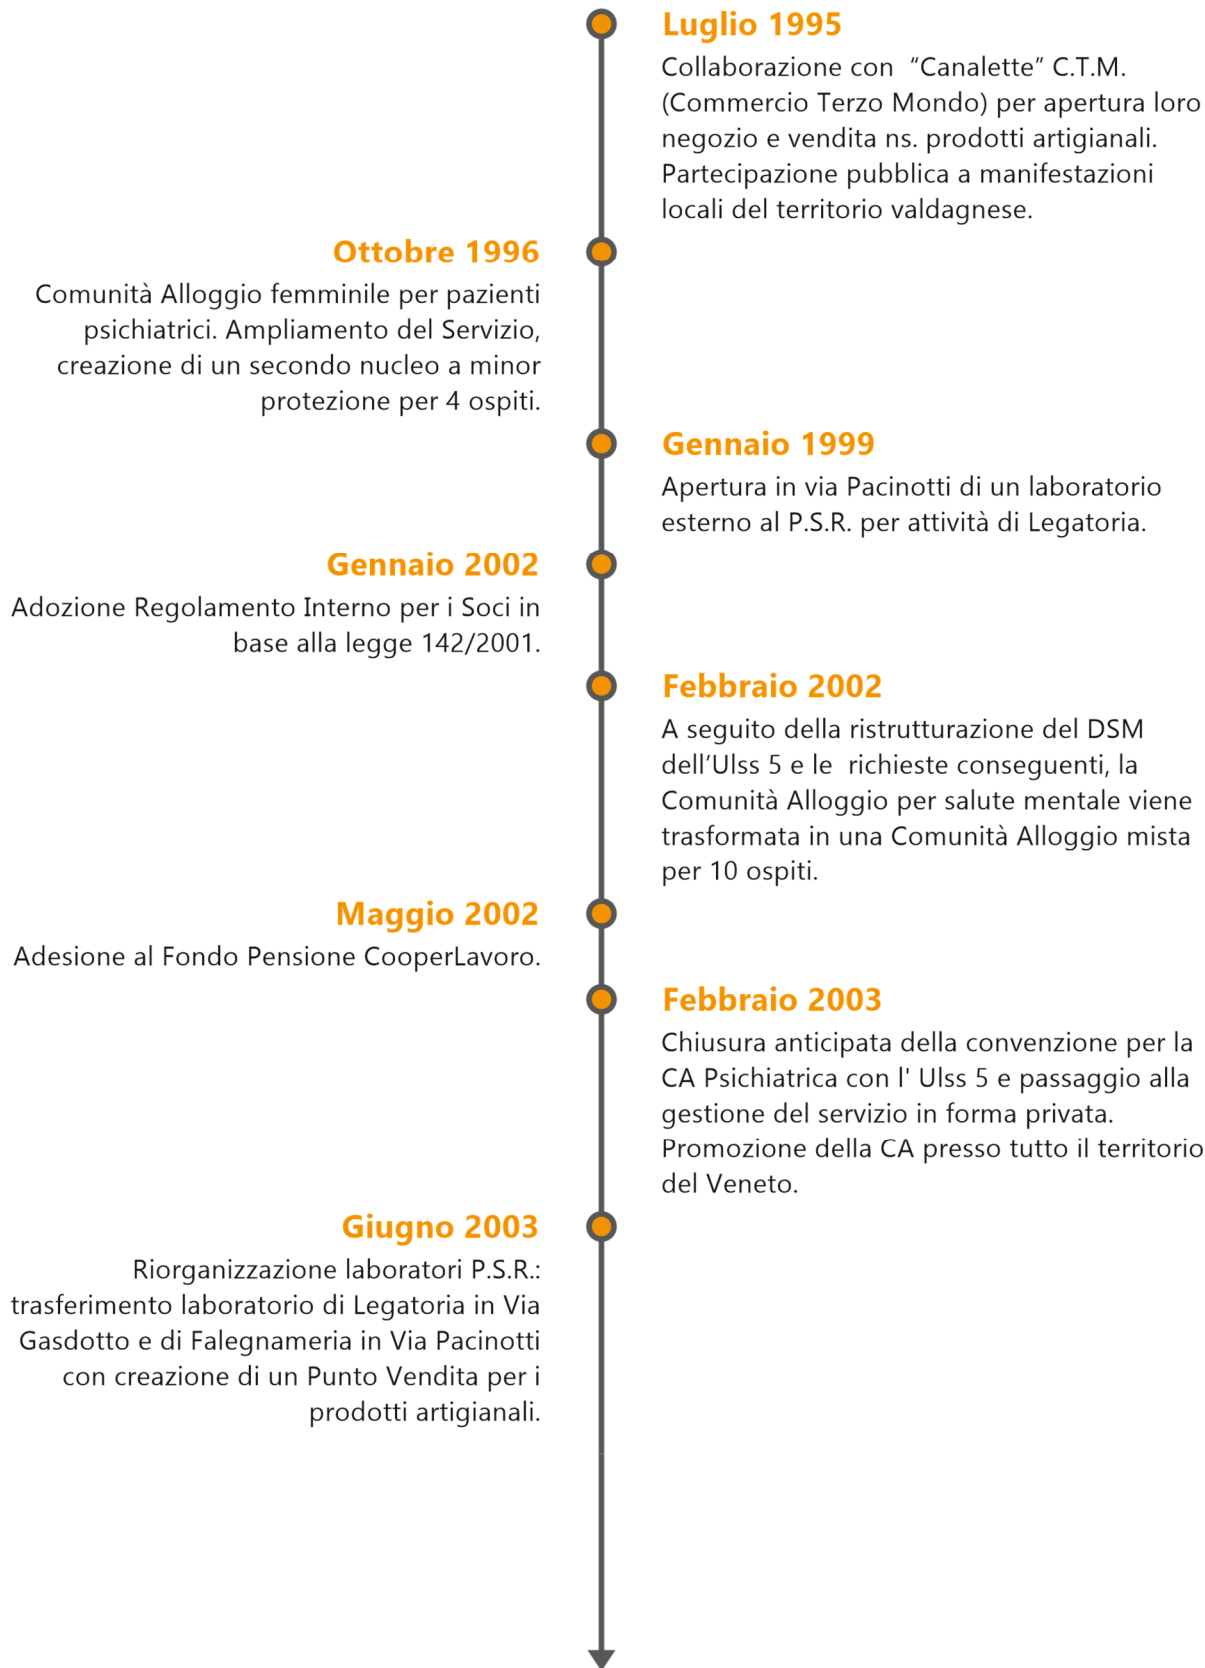 Luglio 1995
Collaborazione con  “Canalette” C.T.M.
(Commercio Terzo Mondo) per apertura loro
negozio e vendita ns. prodotti artigianali.
Partecipazione pubblica a manifestazioni
locali del territorio valdagnese.
Ottobre 1996
Comunità Alloggio femminile per pazienti
psichiatrici. Ampliamento del Servizio,
creazione di un secondo nucleo a minor
protezione per 4 ospiti.
Gennaio 1999
Apertura in via Pacinotti di un laboratorio
esterno al P.S.R. per attività di Legatoria.
Gennaio 2002
Adozione Regolamento Interno per i Soci in
base alla legge 142/2001.
Febbraio 2002
A seguito della ristrutturazione del DSM
dell’Ulss 5 e le  richieste conseguenti, la
Comunità Alloggio per salute mentale viene
trasformata in una Comunità Alloggio mista
per 10 ospiti.
Maggio 2002
Adesione al Fondo Pensione CooperLavoro.
Febbraio 2003
Chiusura anticipata della convenzione per la
CA Psichiatrica con l' Ulss 5 e passaggio alla
gestione del servizio in forma privata.
Promozione della CA presso tutto il territorio
del Veneto.
Giugno 2003
Riorganizzazione laboratori P.S.R.:
trasferimento laboratorio di Legatoria in Via
Gasdotto e di Falegnameria in Via Pacinotti
con creazione di un Punto Vendita per i
prodotti artigianali.